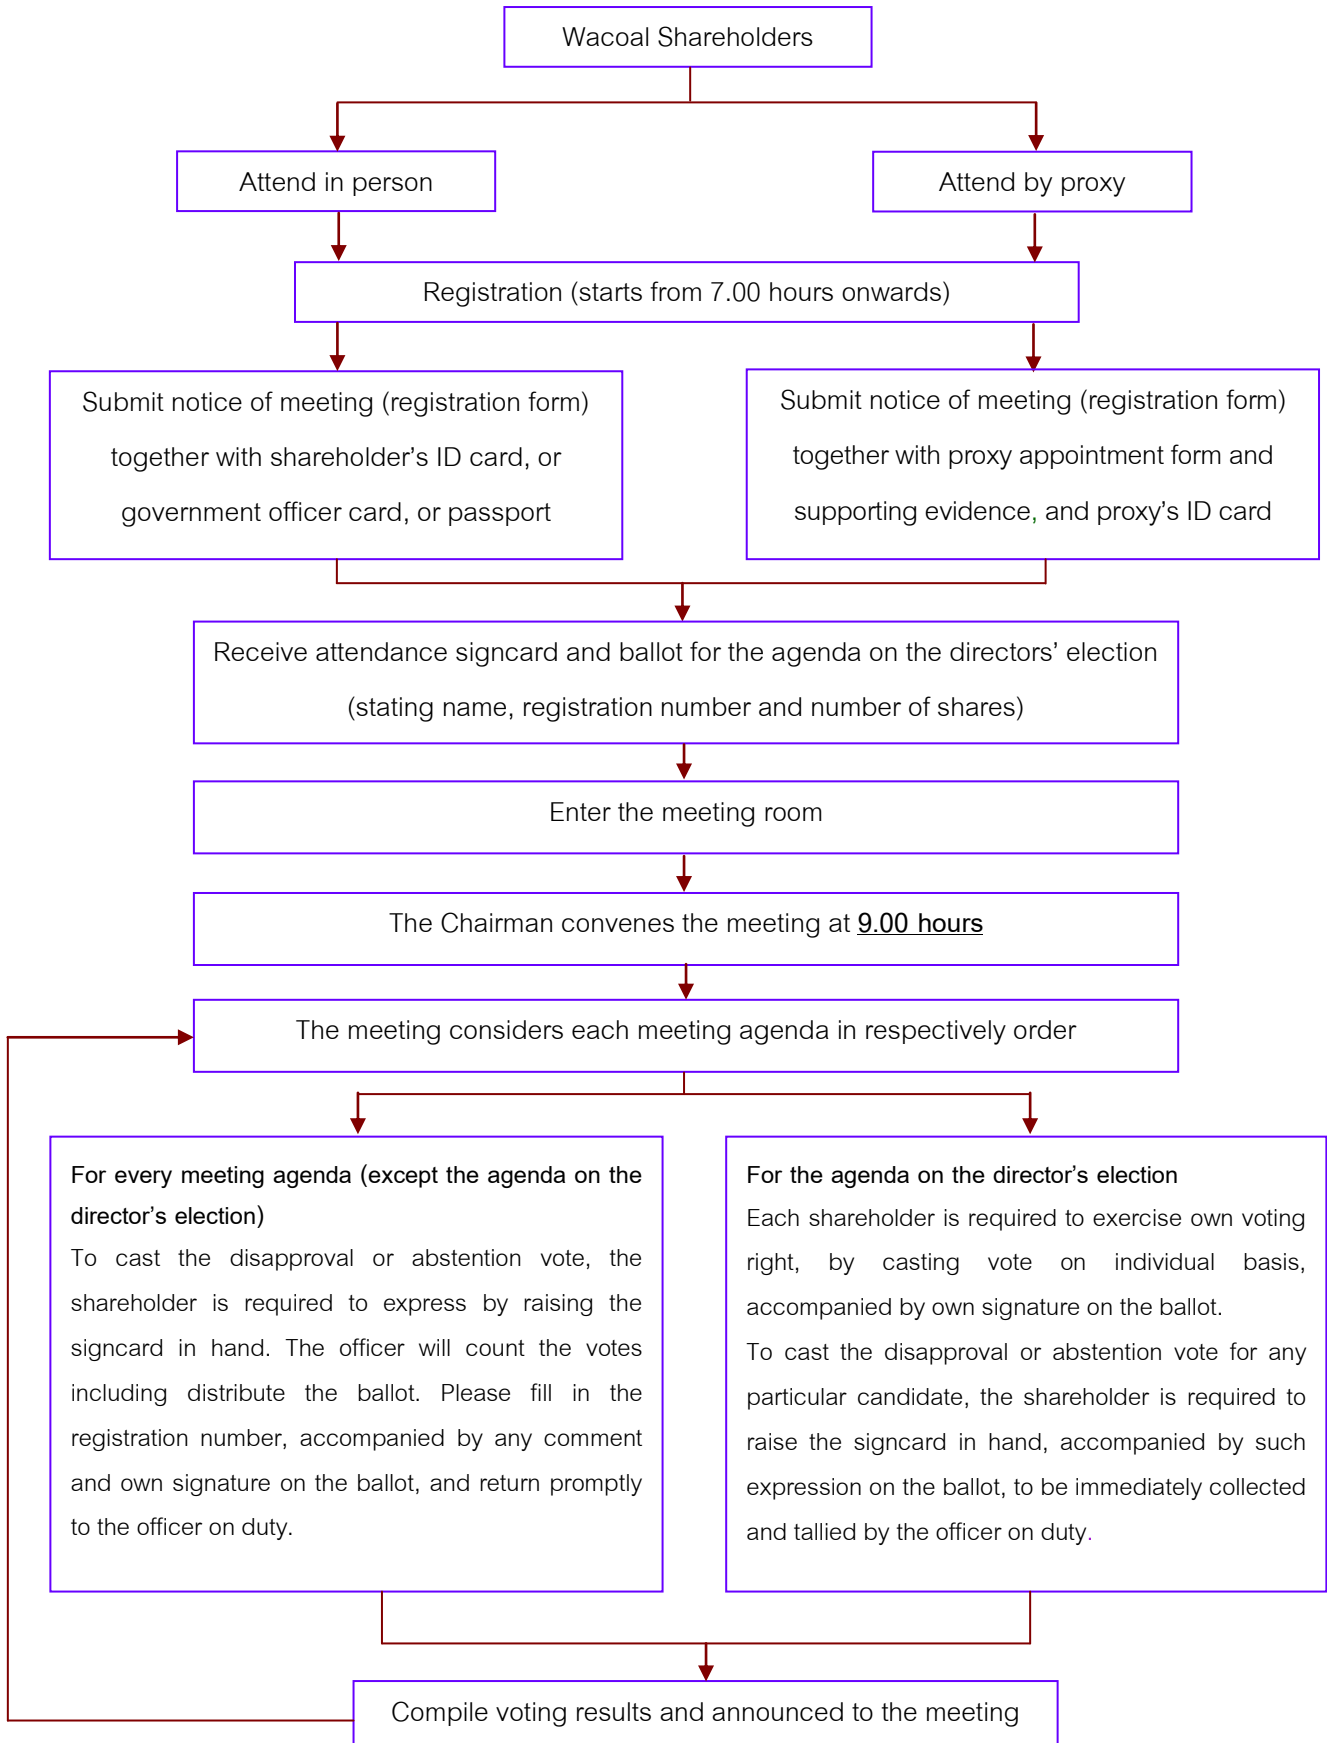 Wacoal Shareholders
Attend in person
Attend by proxy
Registration (starts from 7.00 hours onwards)
Submit notice of meeting (registration form)
together with shareholder's ID card, or
government officer card, or passport
Submit notice of meeting (registration form)
together with proxy appointment form and
supporting evidence, and proxy's ID card
Receive attendance signcard and ballot for the agenda on the directors' election
(stating name, registration number and number of shares)
Enter the meeting room
The Chairman convenes the meeting at 9.00 hours
The meeting considers each meeting agenda in respectively order
For every meeting agenda (except the agenda on the
director's election)
To cast the disapproval or abstention vote, the
shareholder is required to express by raising the
signcard in hand. The officer will count the votes
including distribute the ballot. Please fill in the
registration number, accompanied by any comment
and own signature on the ballot, and return promptly
to the officer on duty.
For the agenda on the director's election
Each shareholder is required to exercise own voting
right, by casting vote on individual basis,
accompanied by own signature on the ballot.
To cast the disapproval or abstention vote for any
particular candidate, the shareholder is required to
raise the signcard in hand, accompanied by such
expression on the ballot, to be immediately collected
and tallied by the officer on duty.
Compile voting results and announced to the meeting